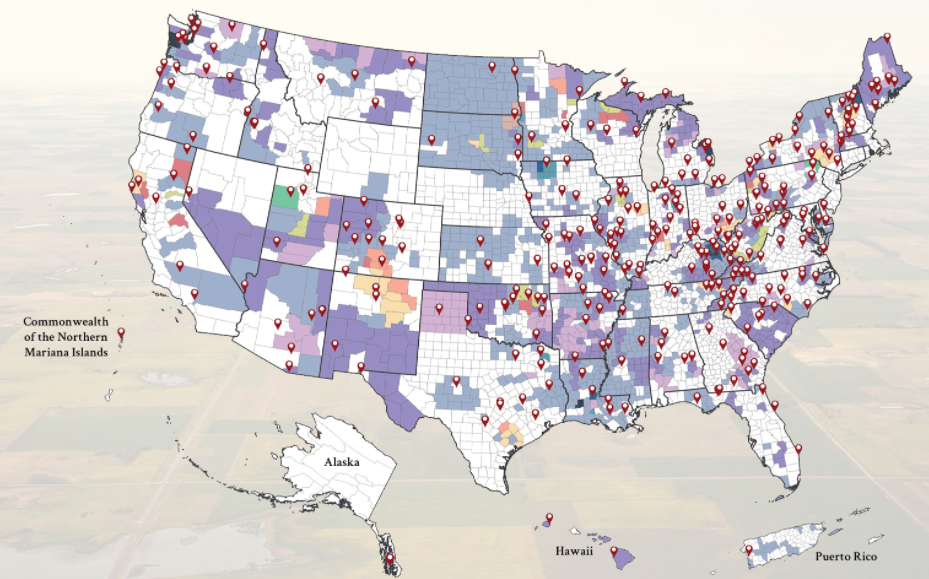 Commonwealth
of the Northern
Mariana Islands
Alaska
Hawaii
Puerto Rico